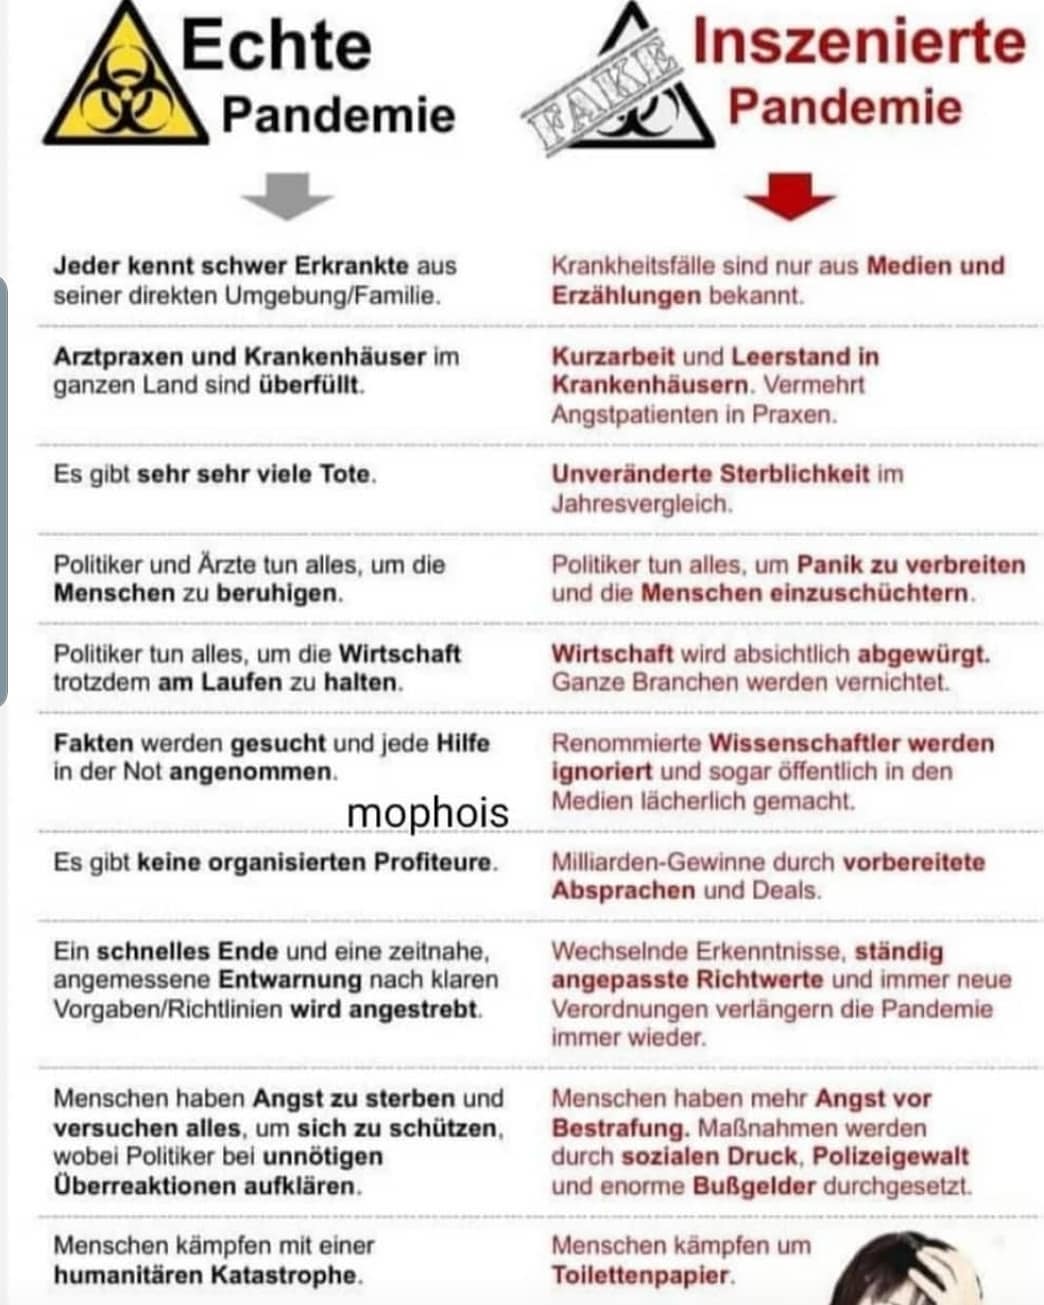 Echte
Pandemie
FAKE
Inszenierte
Pandemie
Jeder kennt schwer Erkrankte aus
seiner direkten Umgebung/Familie.
Krankheitsfälle sind nur aus Medien und
Erzählungen bekannt.
Arztpraxen und Krankenhäuser im
ganzen Land sind überfüllt.
Kurzarbeit und Leerstand in
Krankenhäusern. Vermehrt
Angstpatienten in Praxen.
Es gibt sehr sehr viele Tote.
Unveränderte Sterblichkeit im
Jahresvergleich.
Politiker und Ärzte tun alles, um die
Menschen zu beruhigen.
Politiker tun alles, um Panik zu verbreiten
und die Menschen einzuschüchtern.
Politiker tun alles, um die Wirtschaft
trotzdem am Laufen zu halten.
Wirtschaft wird absichtlich abgewürgt.
Ganze Branchen werden vernichtet.
Fakten werden gesucht und jede Hilfe
in der Not angenommen.
mophois
Renommierte Wissenschaftler werden
ignoriert und sogar öffentlich in den
Medien lächerlich gemacht.
Es gibt keine organisierten Profiteure.
Milliarden-Gewinne durch vorbereitete
Absprachen und Deals.
Ein schnelles Ende und eine zeitnahe,
angemessene Entwarnung nach klaren
Vorgaben/Richtlinien wird angestrebt.
Wechselnde Erkenntnisse, ständig
angepasste Richtwerte und immer neue
Verordnungen verlängern die Pandemie
immer wieder.
Menschen haben Angst zu sterben und
versuchen alles, um sich zu schützen,
wobei Politiker bei unnötigen
Überreaktionen aufklären.
Menschen haben mehr Angst vor
Bestrafung. Maßnahmen werden
durch sozialen Druck, Polizeigewalt
und enorme Bußgelder durchgesetzt.
Menschen kämpfen mit einer
humanitären Katastrophe.
Menschen kämpfen um
Toilettenpapier.